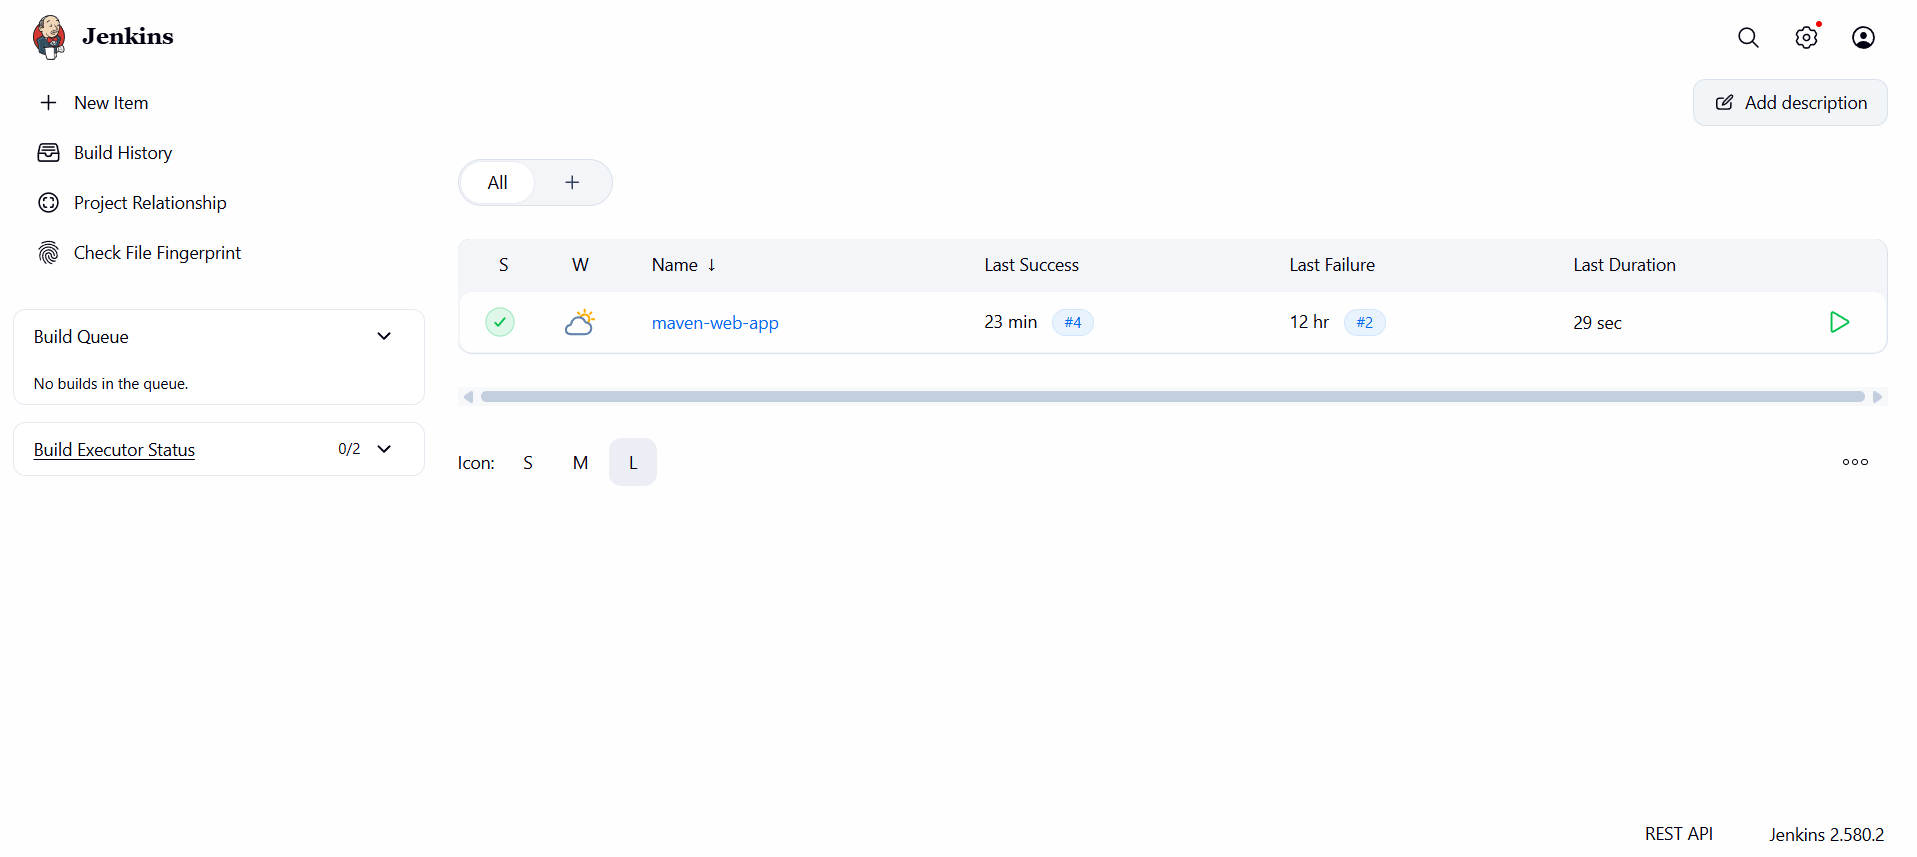 Jenkins
New Item
Build History
Project Relationship
Check File Fingerprint
Build Queue
No builds in the queue.
Build Executor Status 0/2
Add description
All +
S W Name ↓ Last Success Last Failure Last Duration
maven-web-app 23 min #4 12 hr #2 29 sec
Icon: S M L
REST API Jenkins 2.580.2